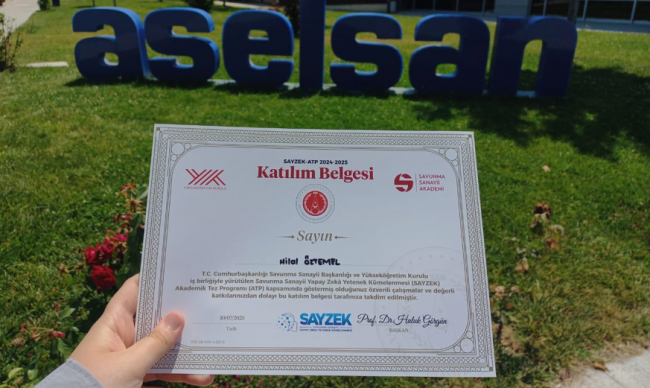 aselsan
SAYZEK-ATP 2024-2025
Katılım Belgesi
SAVUNMA
SANAYİİ
AKADEMİ
Sayın
Hilal ÖZTEMEL
T.C. Cumhurbaşkanlığı Savunma Sanayii Başkanlığı ve Yükseköğretim Kurulu
iş birliğiyle yürütülen Savunma Sanayii Yapay Zekâ Yetenek Kümelenmesi (SAYZEK)
Akademik Tez Programı (ATP) kapsamında göstermiş olduğunuz özverili çalışmalar ve değerli
katkılarınızdan dolayı bu katılım belgesi tarafınıza takdim edilmiştir.
Tarih
SAYZEK
Prof. Dr. Haluk Görgün
BAŞKAN